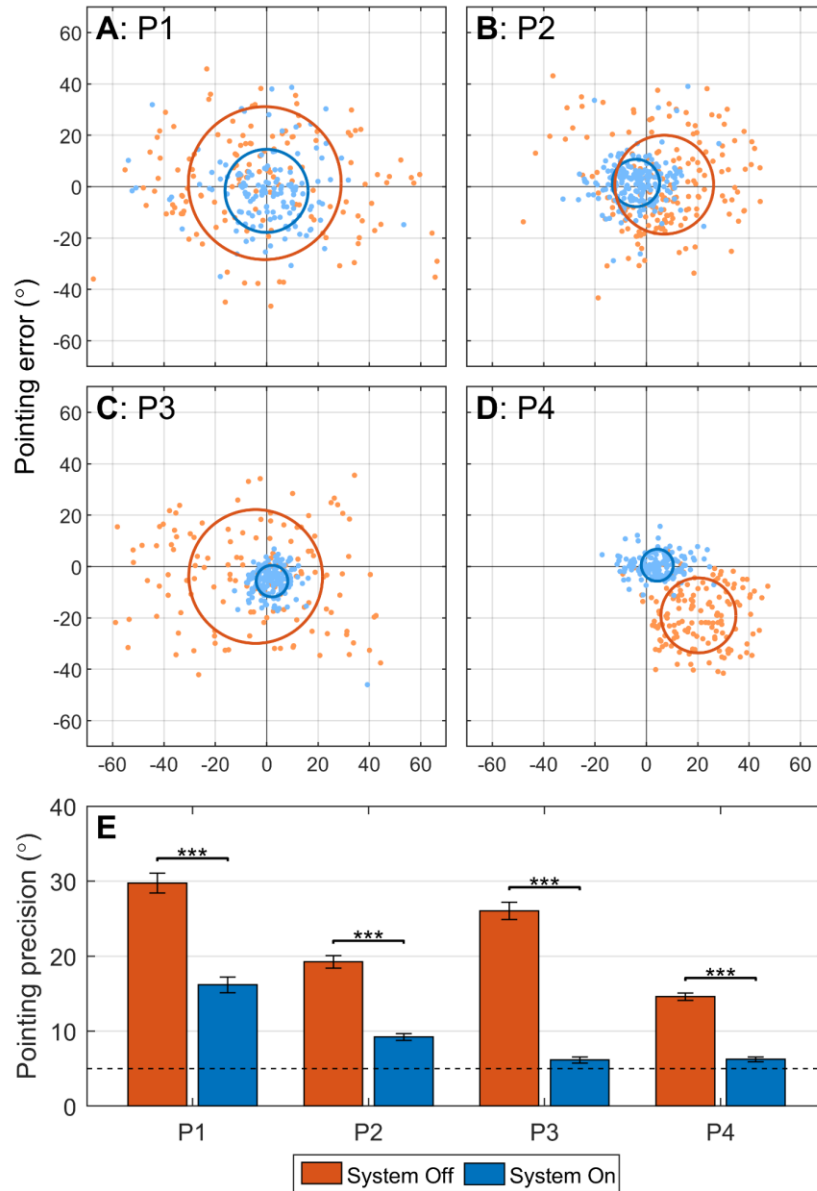 A: P1
B: P2
60
40
20
0
-20
-40
-60
Pointing error (°)
C: P3
D: P4
60
40
20
0
-20
-40
-60
-60 -40 -20 0 20 40 60
-60 -40 -20 0 20 40 60
E
40
30
20
10
0
Pointing precision (°)
*** *** *** ***
P1 P2 P3 P4
System Off System On